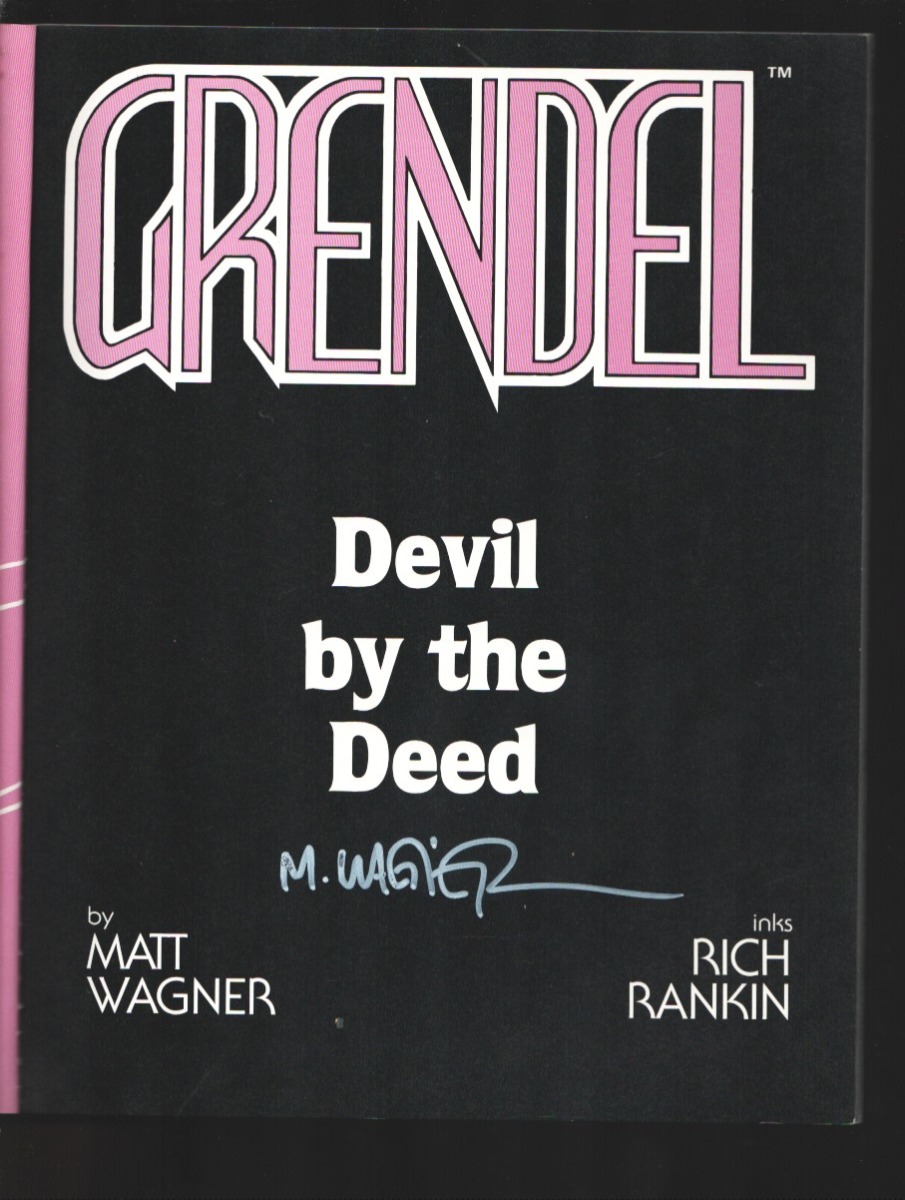 GRENDEL™
Devil
by the
Deed
M. WAGNER
by
MATT
WAGNER
inks
RICH
RANKIN